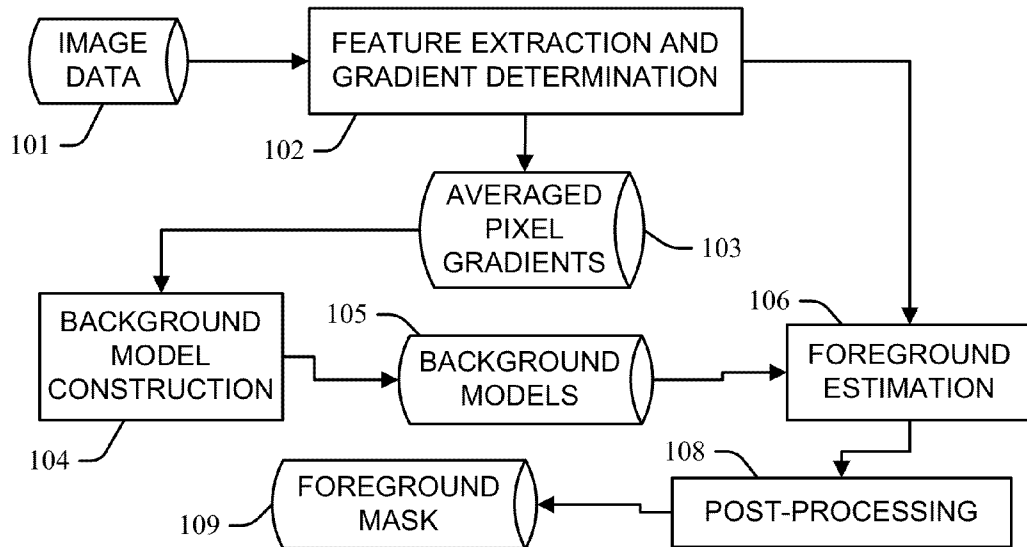 IMAGE
DATA
101
FEATURE EXTRACTION AND
GRADIENT DETERMINATION
102
AVERAGED
PIXEL
GRADIENTS
103
BACKGROUND
MODEL
CONSTRUCTION
104
105
BACKGROUND
MODELS
106
FOREGROUND
ESTIMATION
108
POST-PROCESSING
FOREGROUND
MASK
109